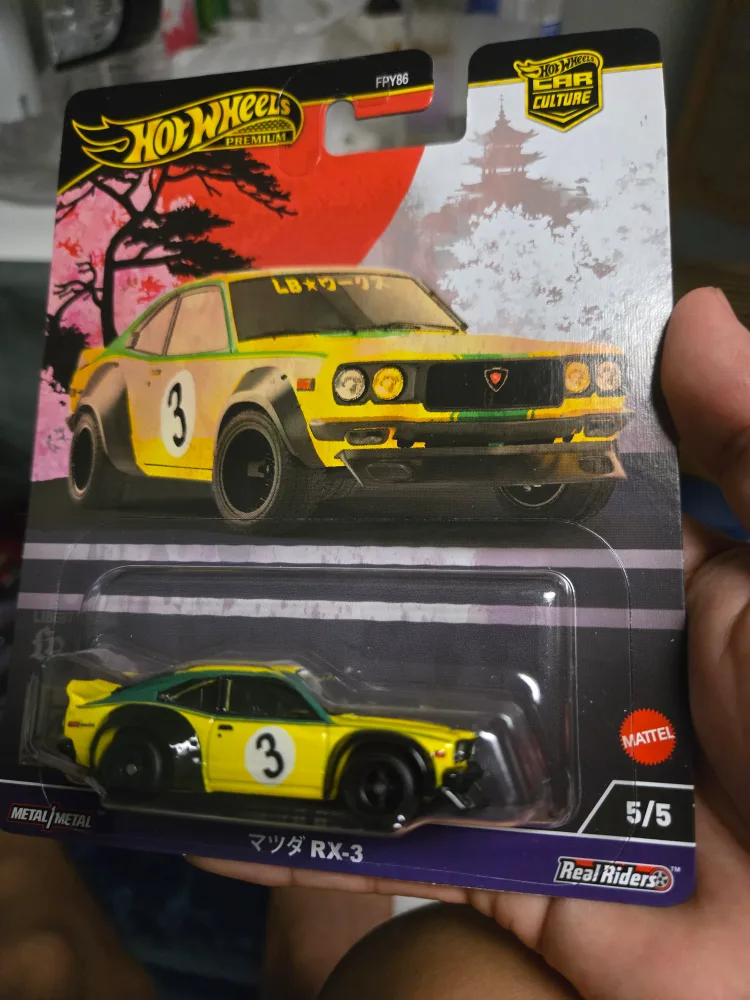 FPY86
HOT WHEELS
PREMIUM
HOT WHEELS
CAR
CULTURE
LB★ワークス
3
3
MATTEL
5/5
METAL/METAL
マツダ RX-3
Real Riders™